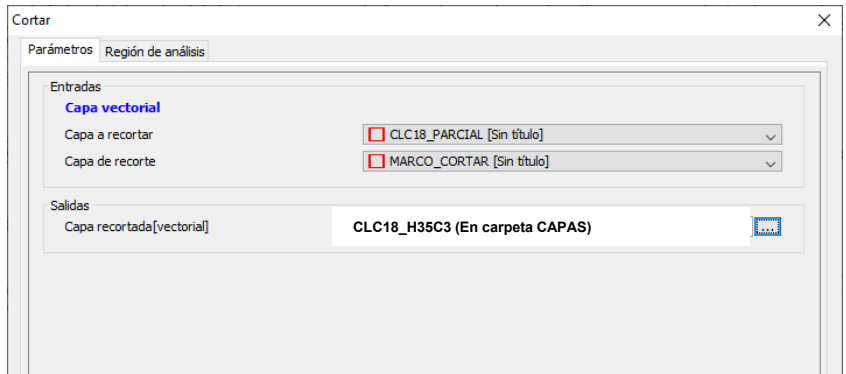 Cortar
Parámetros Región de análisis
Entradas
Capa vectorial
Capa a recortar CLC18_PARCIAL [Sin título]
Capa de recorte MARCO_CORTAR [Sin título]
Salidas
Capa recortada[vectorial] CLC18_H35C3 (En carpeta CAPAS) ...